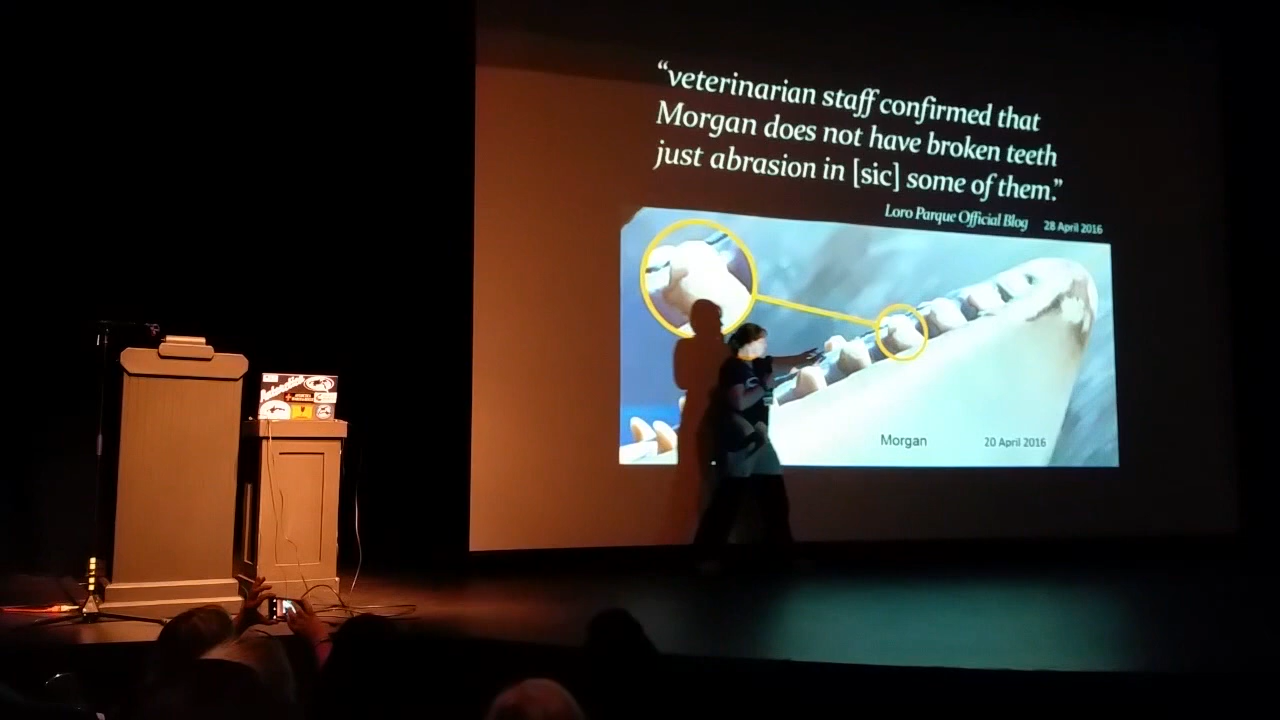 “veterinarian staff confirmed that
Morgan does not have broken teeth
just abrasion in [sic] some of them.”
Loro Parque Official Blog 28 April 2016
Morgan 20 April 2016